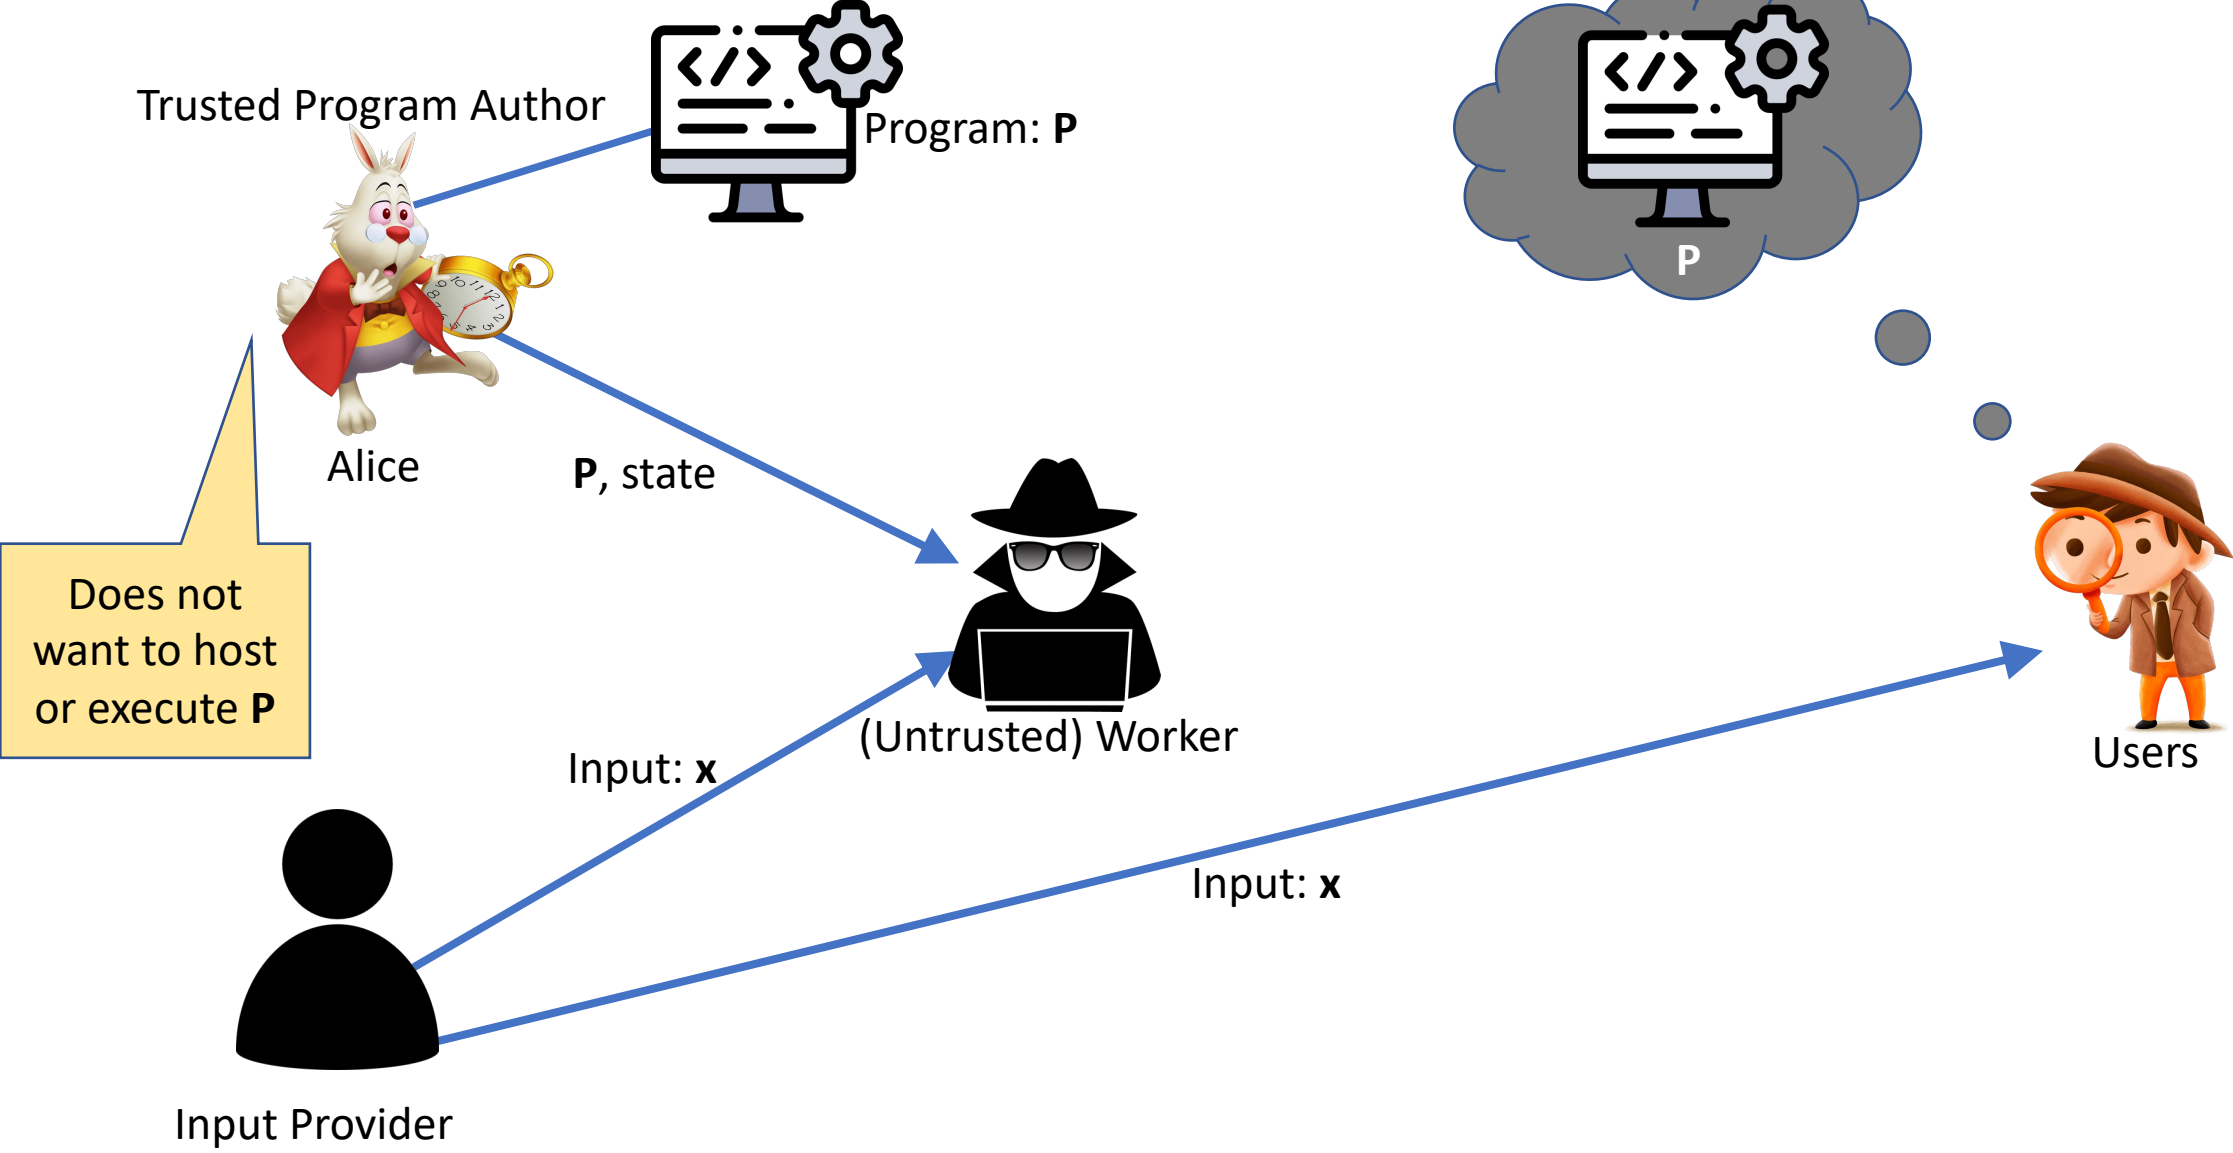 Trusted Program Author
</>
Program: P
</>
P
Alice
P, state
Does not
want to host
or execute P
(Untrusted) Worker
Users
Input: x
Input: x
Input Provider